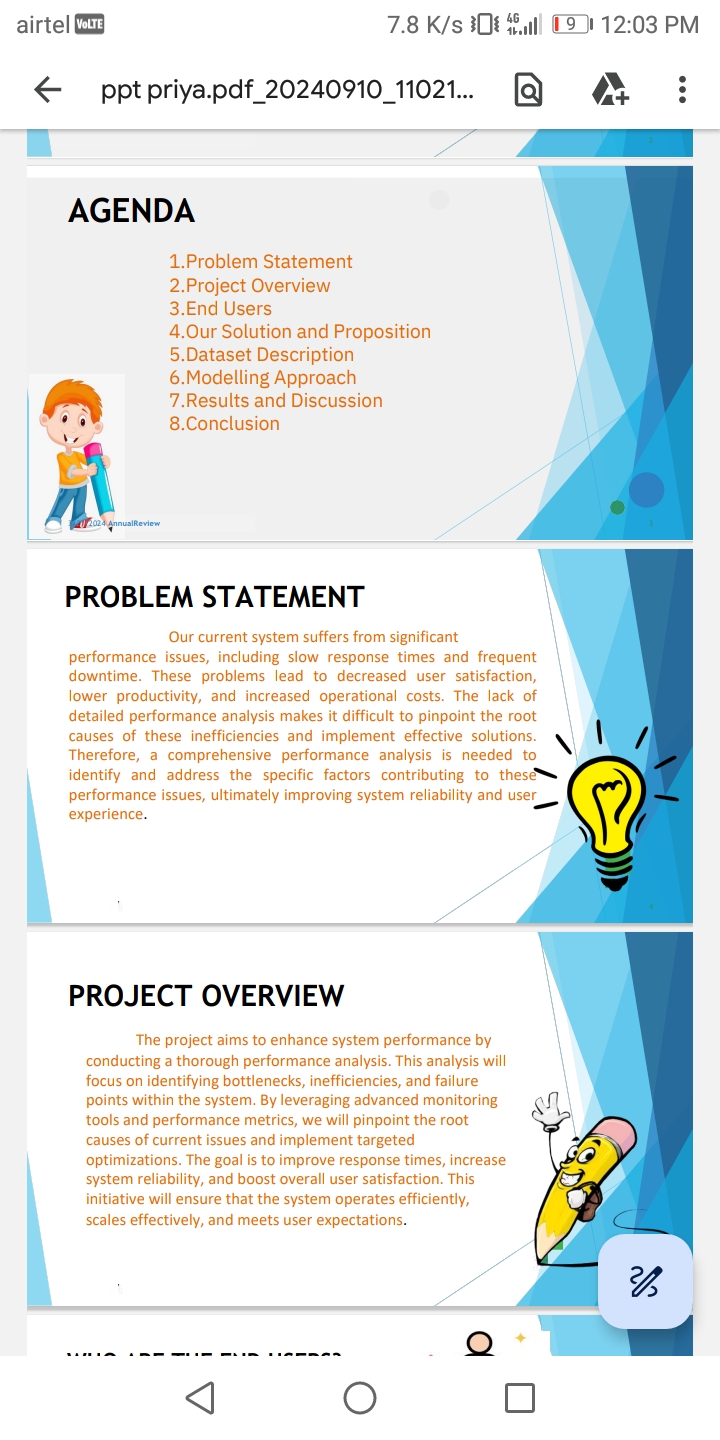 airtel VoLTE 7.8 K/s 4G 9 12:03 PM
ppt priya.pdf_20240910_11021...
AGENDA
1.Problem Statement
2.Project Overview
3.End Users
4.Our Solution and Proposition
5.Dataset Description
6.Modelling Approach
7.Results and Discussion
8.Conclusion
2024 AnnualReview
3
PROBLEM STATEMENT
Our current system suffers from significant
performance issues, including slow response times and frequent
downtime. These problems lead to decreased user satisfaction,
lower productivity, and increased operational costs. The lack of
detailed performance analysis makes it difficult to pinpoint the root
causes of these inefficiencies and implement effective solutions.
Therefore, a comprehensive performance analysis is needed to
identify and address the specific factors contributing to these
performance issues, ultimately improving system reliability and user
experience.
PROJECT OVERVIEW
The project aims to enhance system performance by
conducting a thorough performance analysis. This analysis will
focus on identifying bottlenecks, inefficiencies, and failure
points within the system. By leveraging advanced monitoring
tools and performance metrics, we will pinpoint the root
causes of current issues and implement targeted
optimizations. The goal is to improve response times, increase
system reliability, and boost overall user satisfaction. This
initiative will ensure that the system operates efficiently,
scales effectively, and meets user expectations.
WHO ARE THE END USERS?